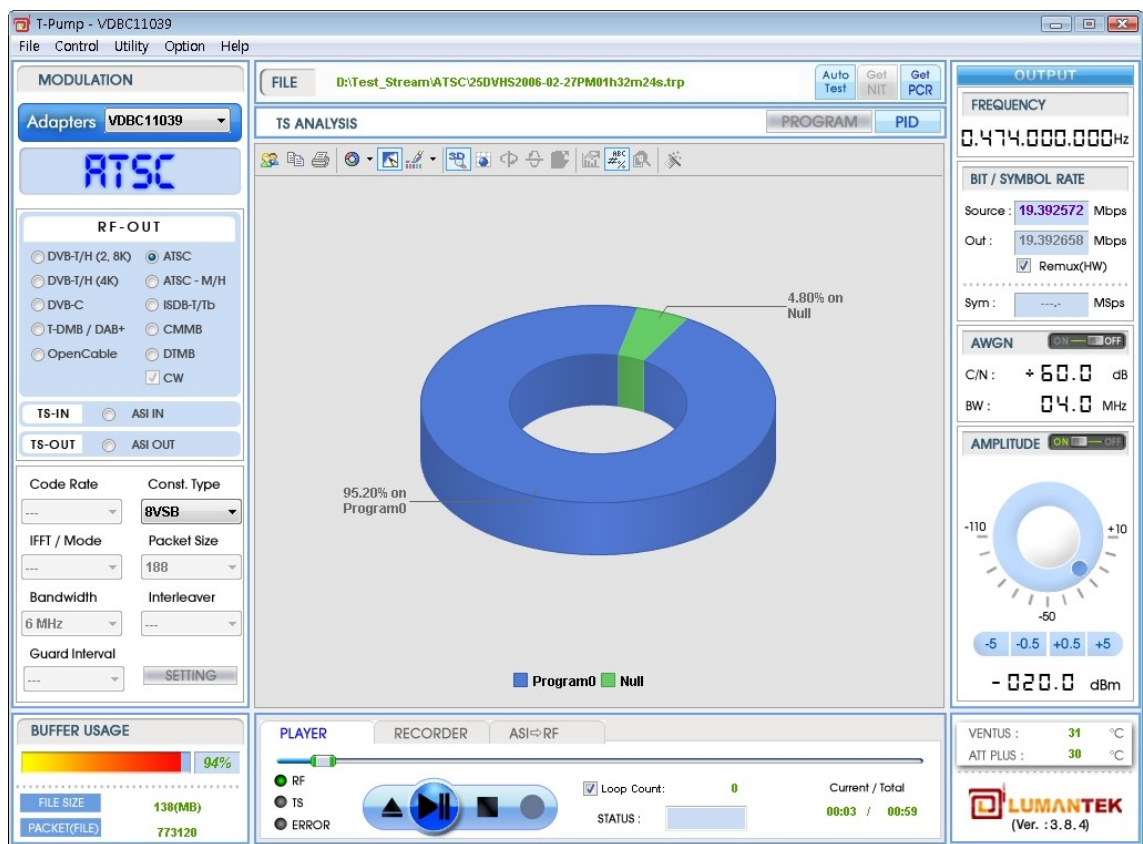 T-Pump - VDBC11039
File Control Utility Option Help
MODULATION
Adapters VDBC11039
ATSC
RF-OUT
DVB-T/H (2, 8K) ATSC
DVB-T/H (4K) ATSC - M/H
DVB-C ISDB-T/Tb
T-DMB / DAB+ CMMB
OpenCable DTMB
CW
TS-IN ASI IN
TS-OUT ASI OUT
Code Rate Const. Type
--- 8VSB
IFFT / Mode Packet Size
--- 188
Bandwidth Interleaver
6 MHz ---
Guard Interval
--- SETTING
BUFFER USAGE
94%
FILE SIZE 138(MB)
PACKET(FILE) 773120
FILE D:\Test_Stream\ATSC\25DVHS2006-02-27PM01h32m24s.trp
Auto Test Get NIT Get PCR
TS ANALYSIS PROGRAM PID
3D
ABC
#%
4.80% on
Null
95.20% on
Program0
Program0 Null
PLAYER RECORDER ASI⇨RF
RF
TS
ERROR
Loop Count: 0
STATUS :
Current / Total
00:03 / 00:59
OUTPUT
FREQUENCY
0.474.000.000Hz
BIT / SYMBOL RATE
Source : 19.392572 Mbps
Out : 19.392658 Mbps
Remux(HW)
Sym : ---.- MSps
AWGN ON OFF
C/N : +60.0 dB
BW : 04.0 MHz
AMPLITUDE ON OFF
-110 +10
-50
-5 -0.5 +0.5 +5
-020.0 dBm
VENTUS : 31 °C
ATT PLUS : 30 °C
LUMANTEK
(Ver. : 3.8.4)